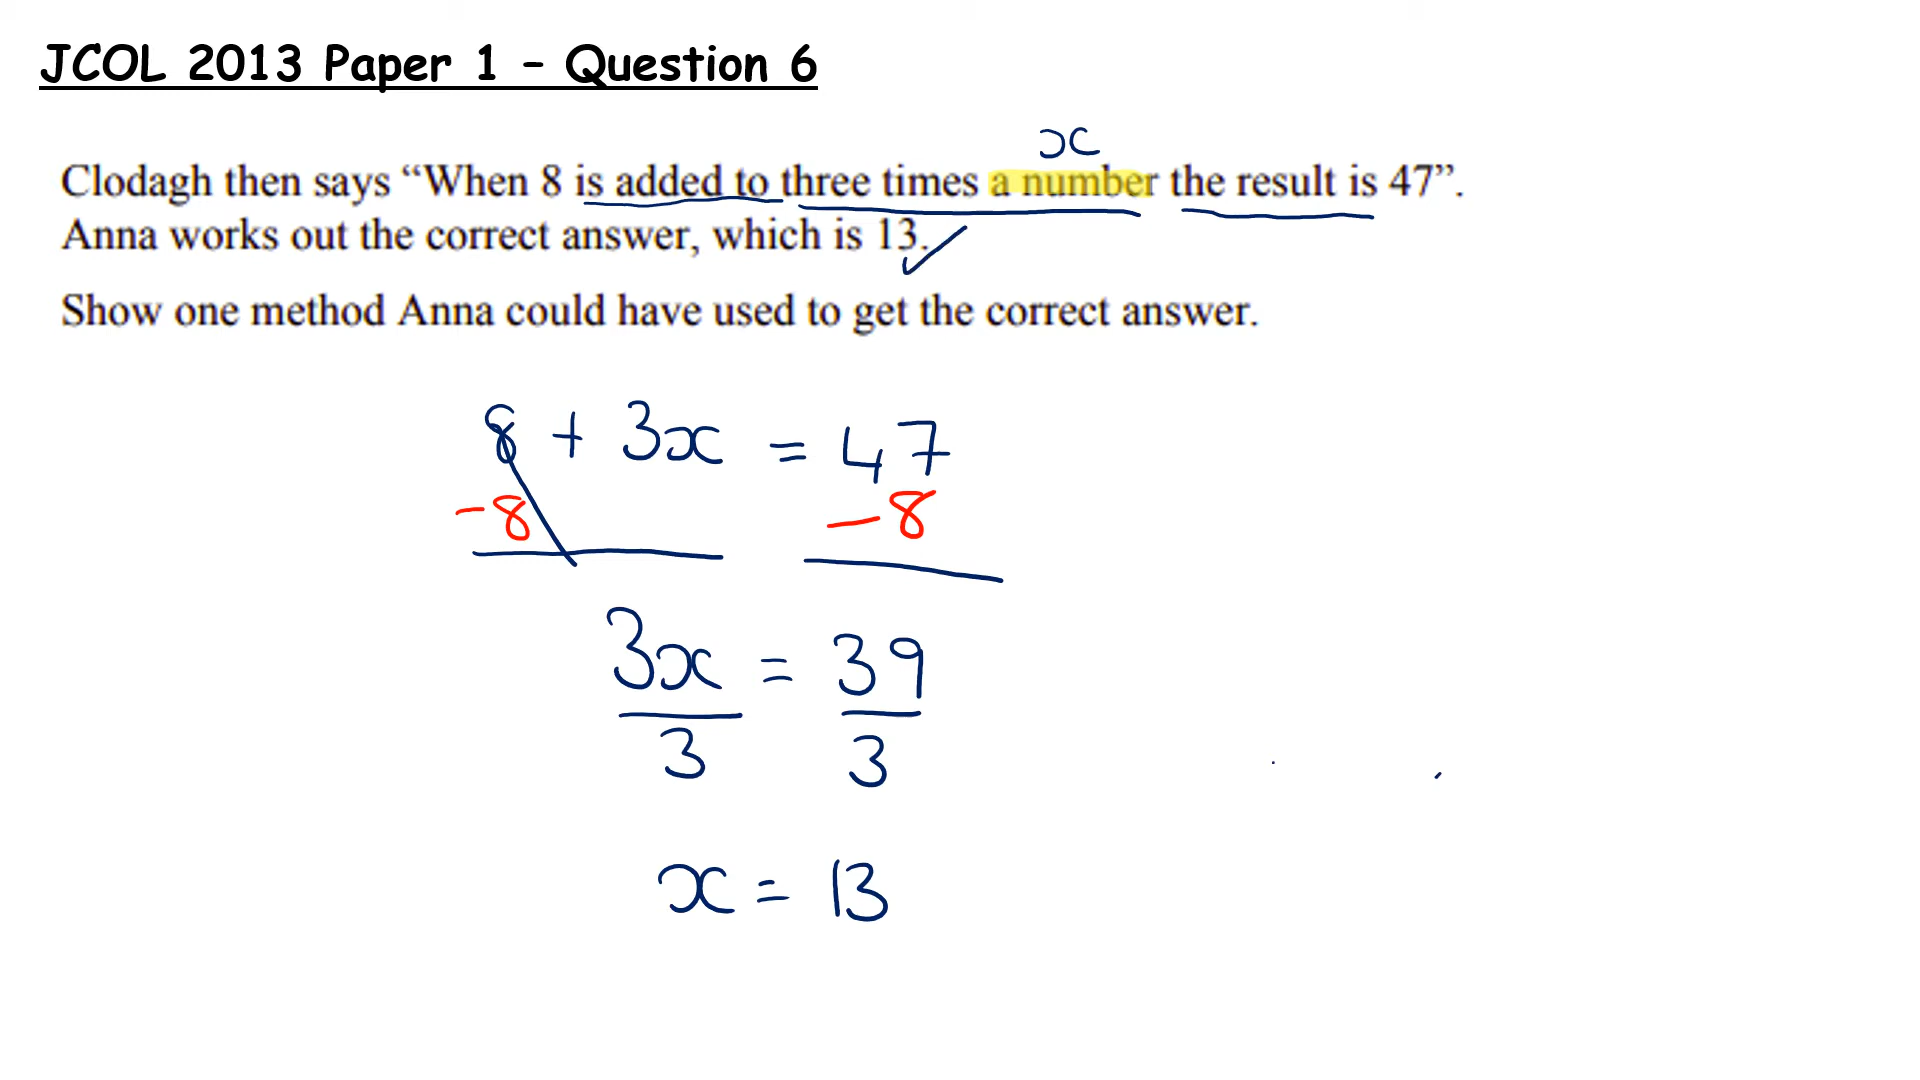 JCOL 2013 Paper 1 - Question 6
x
Clodagh then says “When 8 is added to three times a number the result is 47”.
Anna works out the correct answer, which is 13.
Show one method Anna could have used to get the correct answer.
8 + 3x = 47
-8 -8
3x = 39
3 3
x = 13